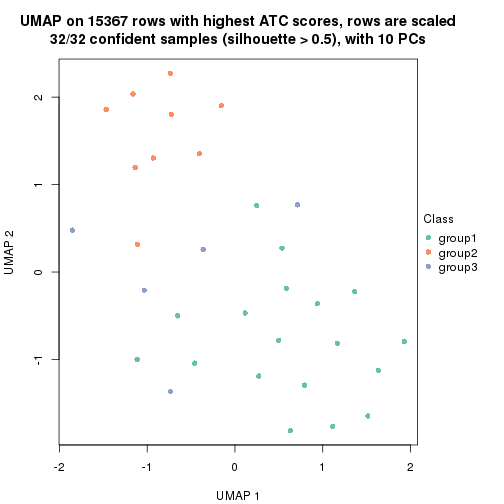 UMAP on 15367 rows with highest ATC scores, rows are scaled
32/32 confident samples (silhouette > 0.5), with 10 PCs
2
1
0
-1
UMAP 2
-2
-1
0
1
2
UMAP 1
Class
group1
group2
group3